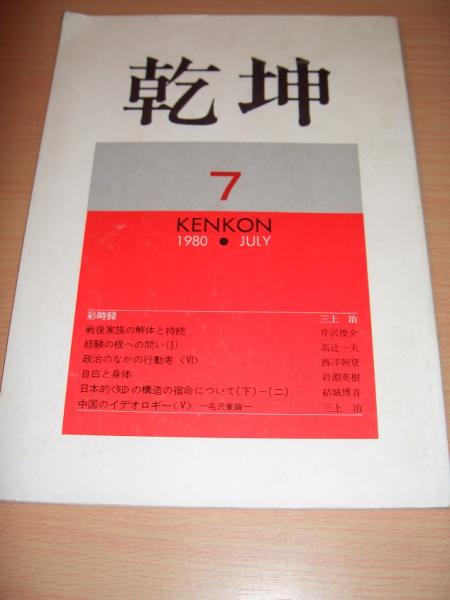 乾坤
7
KENKON
1980 ● JULY
彩時録 三上 治
戦後家族の解体と持続 芹沢俊介
経験の根への問い(1) 高辻一夫
政治のなかの行動考〈VI〉 西澤朝登
自白と身体 岩淵英樹
日本的〈知〉の構造の宿命について(下)ー(二) 結城博音
中国のイデオロギー〈V〉 ー毛沢東論ー 三上 治